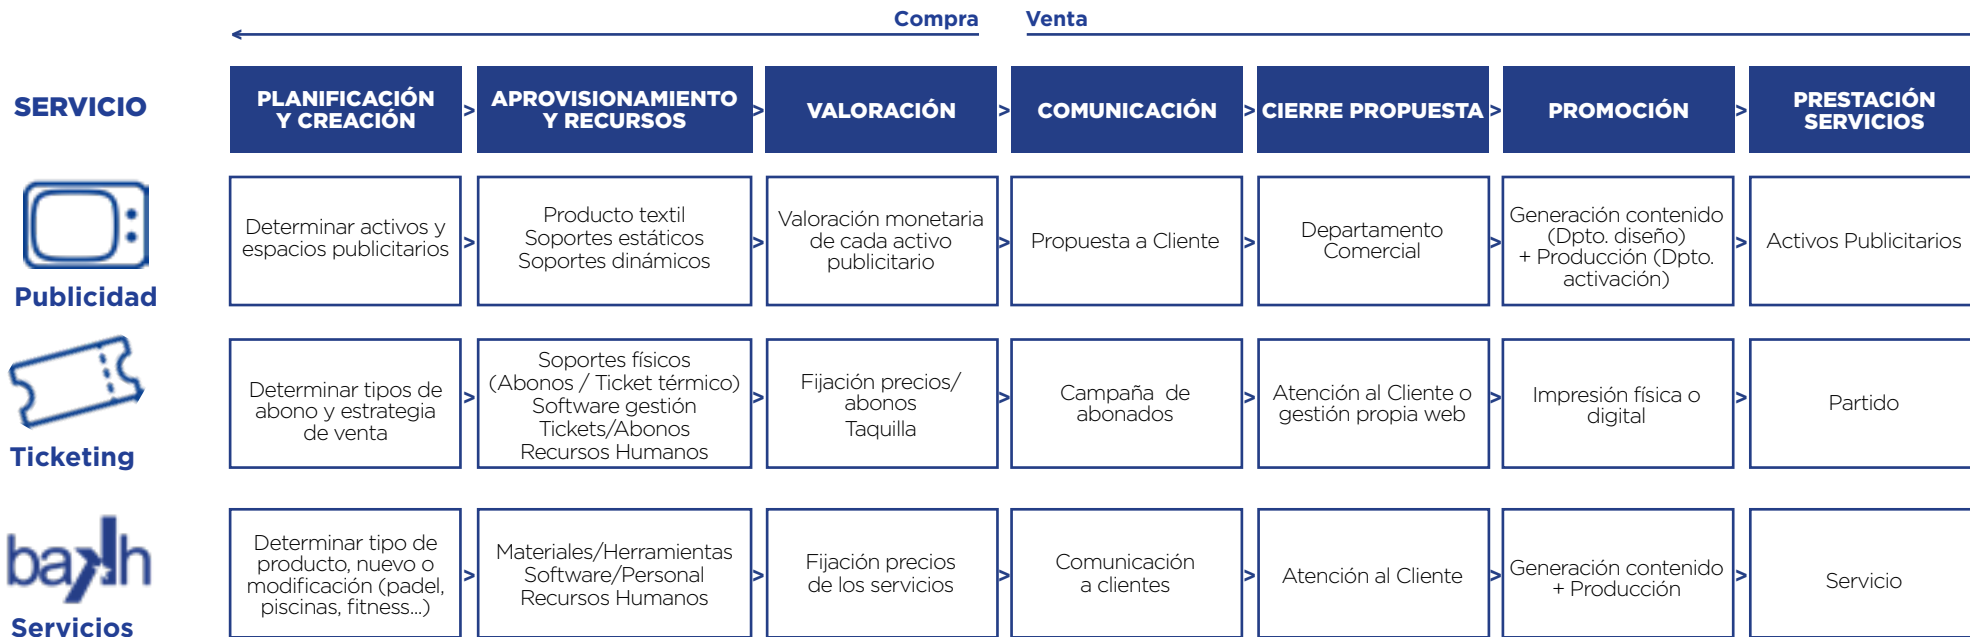 Compra
Venta
SERVICIO
PLANIFICACIÓN
Y CREACIÓN
>
APROVISIONAMIENTO
Y RECURSOS
>
VALORACIÓN
>
COMUNICACIÓN
>
CIERRE PROPUESTA
>
PROMOCIÓN
>
PRESTACIÓN
SERVICIOS
Publicidad
Determinar activos y
espacios publicitarios
>
Producto textil
Soportes estáticos
Soportes dinámicos
>
Valoración monetaria
de cada activo
publicitario
>
Propuesta a Cliente
>
Departamento
Comercial
>
Generación contenido
(Dpto. diseño)
+ Producción (Dpto.
activación)
>
Activos Publicitarios
Ticketing
Determinar tipos de
abono y estrategia
de venta
>
Soportes físicos
(Abonos / Ticket térmico)
Software gestión
Tickets/Abonos
Recursos Humanos
>
Fijación precios/
abonos
Taquilla
>
Campaña de
abonados
>
Atención al Cliente o
gestión propia web
>
Impresión física o
digital
>
Partido
bakh
Servicios
Determinar tipo de
producto, nuevo o
modificación (padel,
piscinas, fitness...)
>
Materiales/Herramientas
Software/Personal
Recursos Humanos
>
Fijación precios
de los servicios
>
Comunicación
a clientes
>
Atención al Cliente
>
Generación contenido
+ Producción
>
Servicio